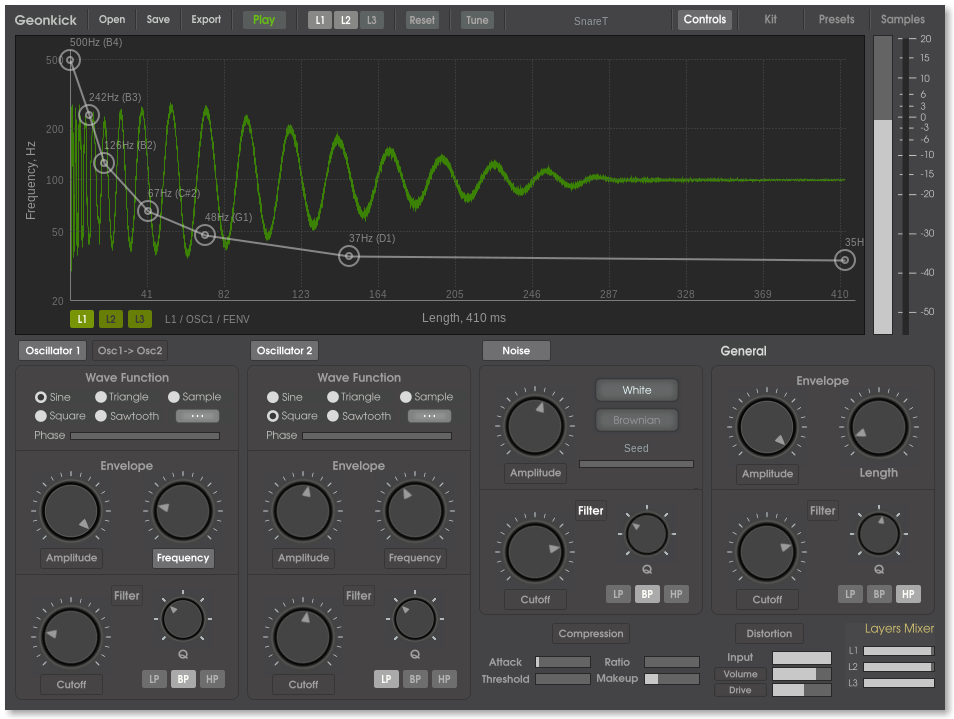 Geonkick Open Save Export Play L1 L2 L3 Reset Tune SnareT Controls Kit Presets Samples
500Hz (B4)
242Hz (B3)
126Hz (B2)
67Hz (C#2)
48Hz (G1)
37Hz (D1)
35H
Frequency, Hz
500
200
100
50
20
41 82 123 164 205 246 287 328 369 410
L1 L2 L3 L1 / OSC1 / FENV Length, 410 ms
20
15
10
6
3
0
-3
-6
-10
-15
-20
-30
-40
-50
Oscillator 1 Osc1-> Osc2
Wave Function
Sine Triangle Sample
Square Sawtooth ...
Phase
Envelope
Amplitude Frequency
Filter
Q
Cutoff LP BP HP
Oscillator 2
Wave Function
Sine Triangle Sample
Square Sawtooth ...
Phase
Envelope
Amplitude Frequency
Filter
Q
Cutoff LP BP HP
Noise
White
Brownian
Seed
Amplitude
Filter
Q
Cutoff LP BP HP
General
Envelope
Amplitude Length
Filter
Q
Cutoff LP BP HP
Compression
Attack Ratio
Threshold Makeup
Distortion
Input
Volume
Drive
Layers Mixer
L1
L2
L3